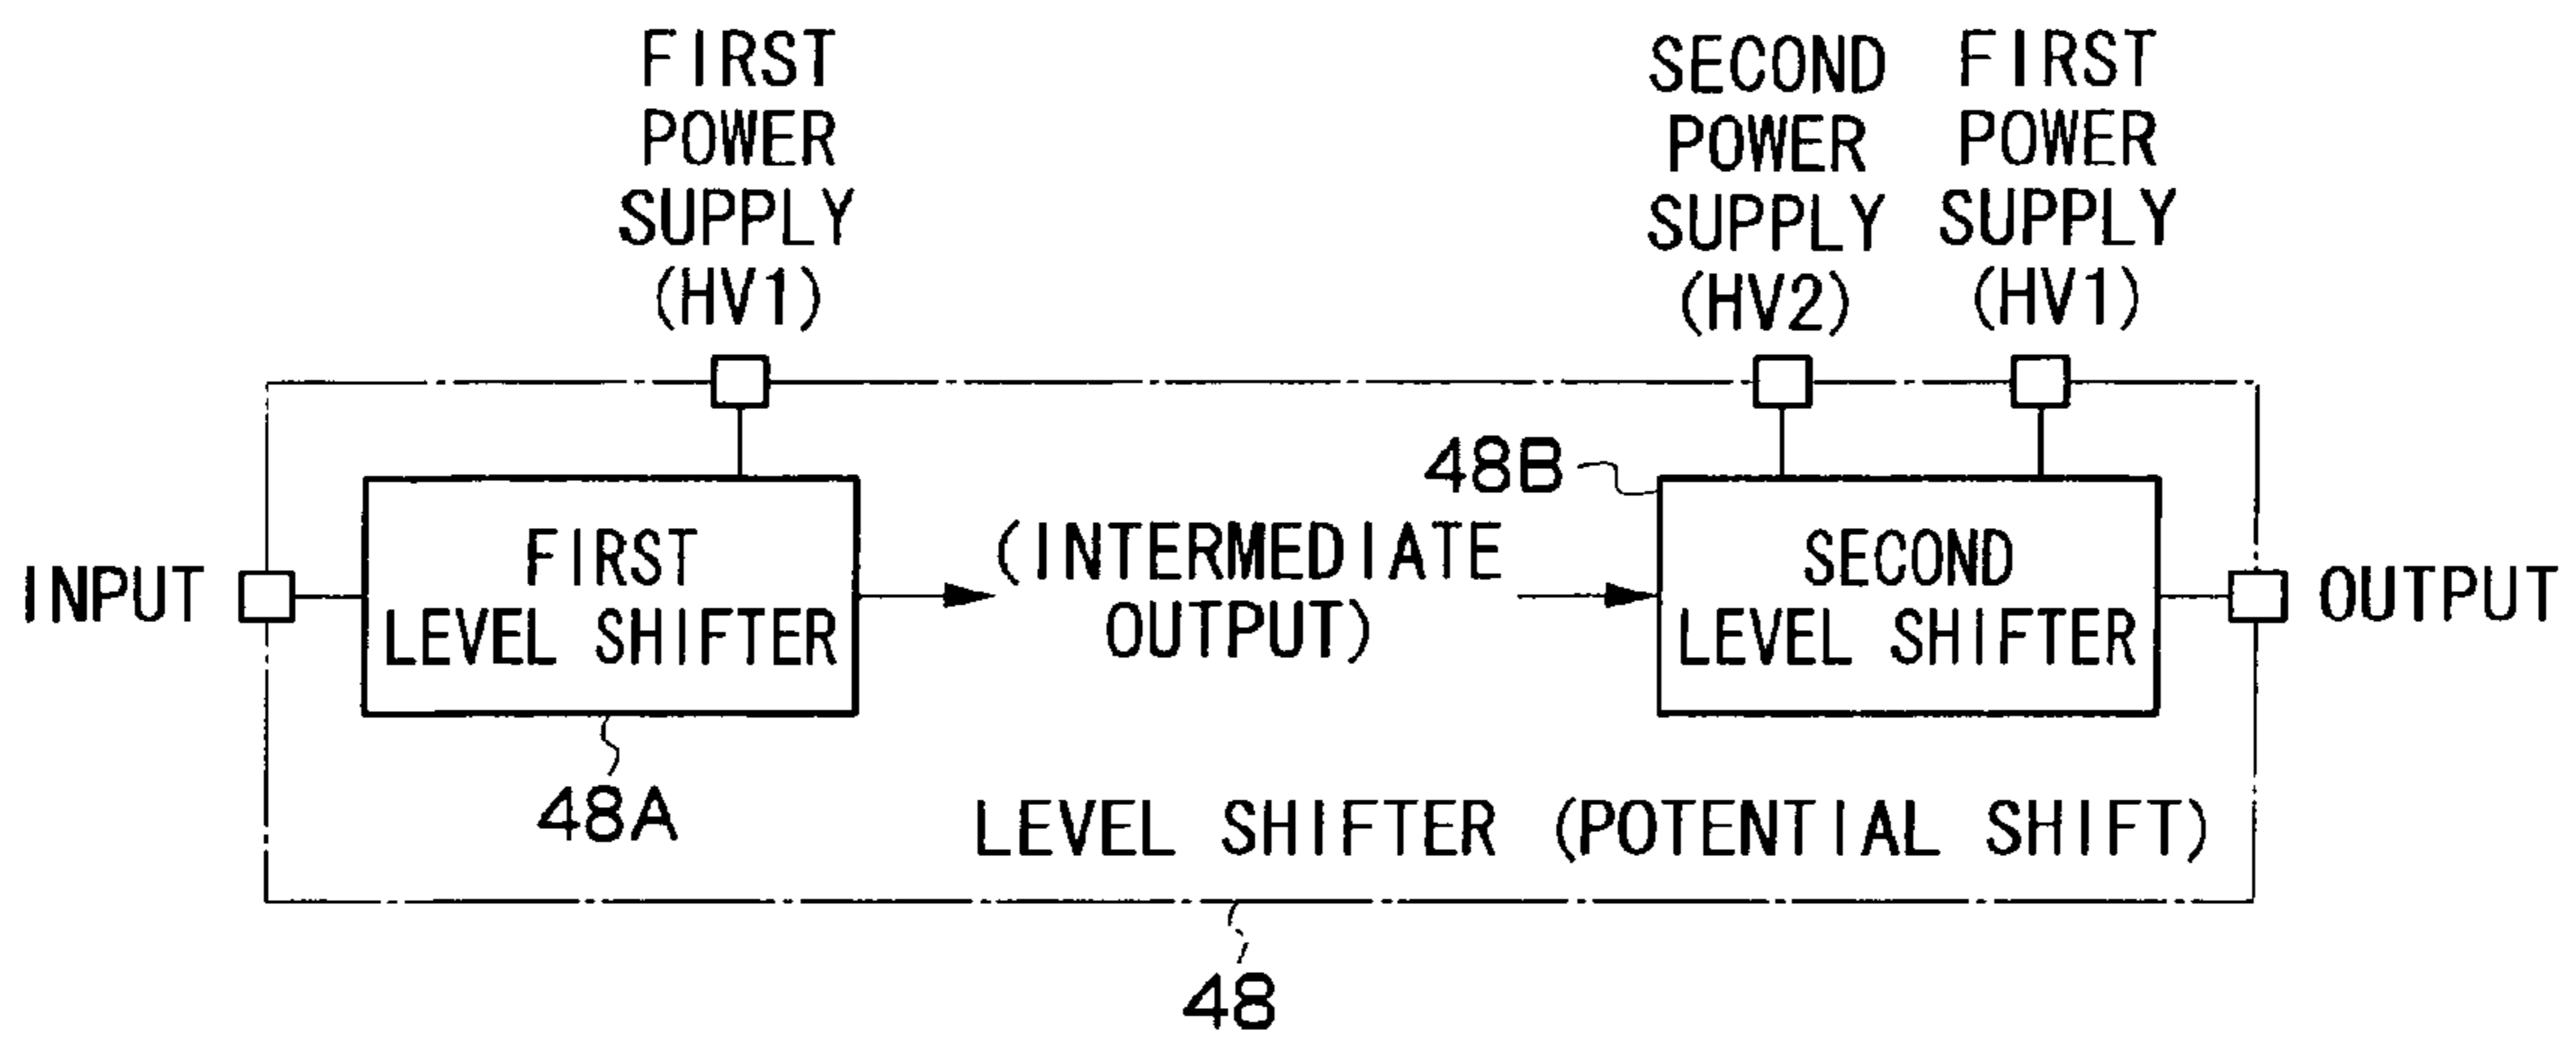 FIRST
POWER
SUPPLY
(HV1)
SECOND
POWER
SUPPLY
(HV2)
FIRST
POWER
SUPPLY
(HV1)
48B
INPUT
FIRST
LEVEL SHIFTER
(INTERMEDIATE
OUTPUT)
SECOND
LEVEL SHIFTER
OUTPUT
48A
LEVEL SHIFTER (POTENTIAL SHIFT)
48